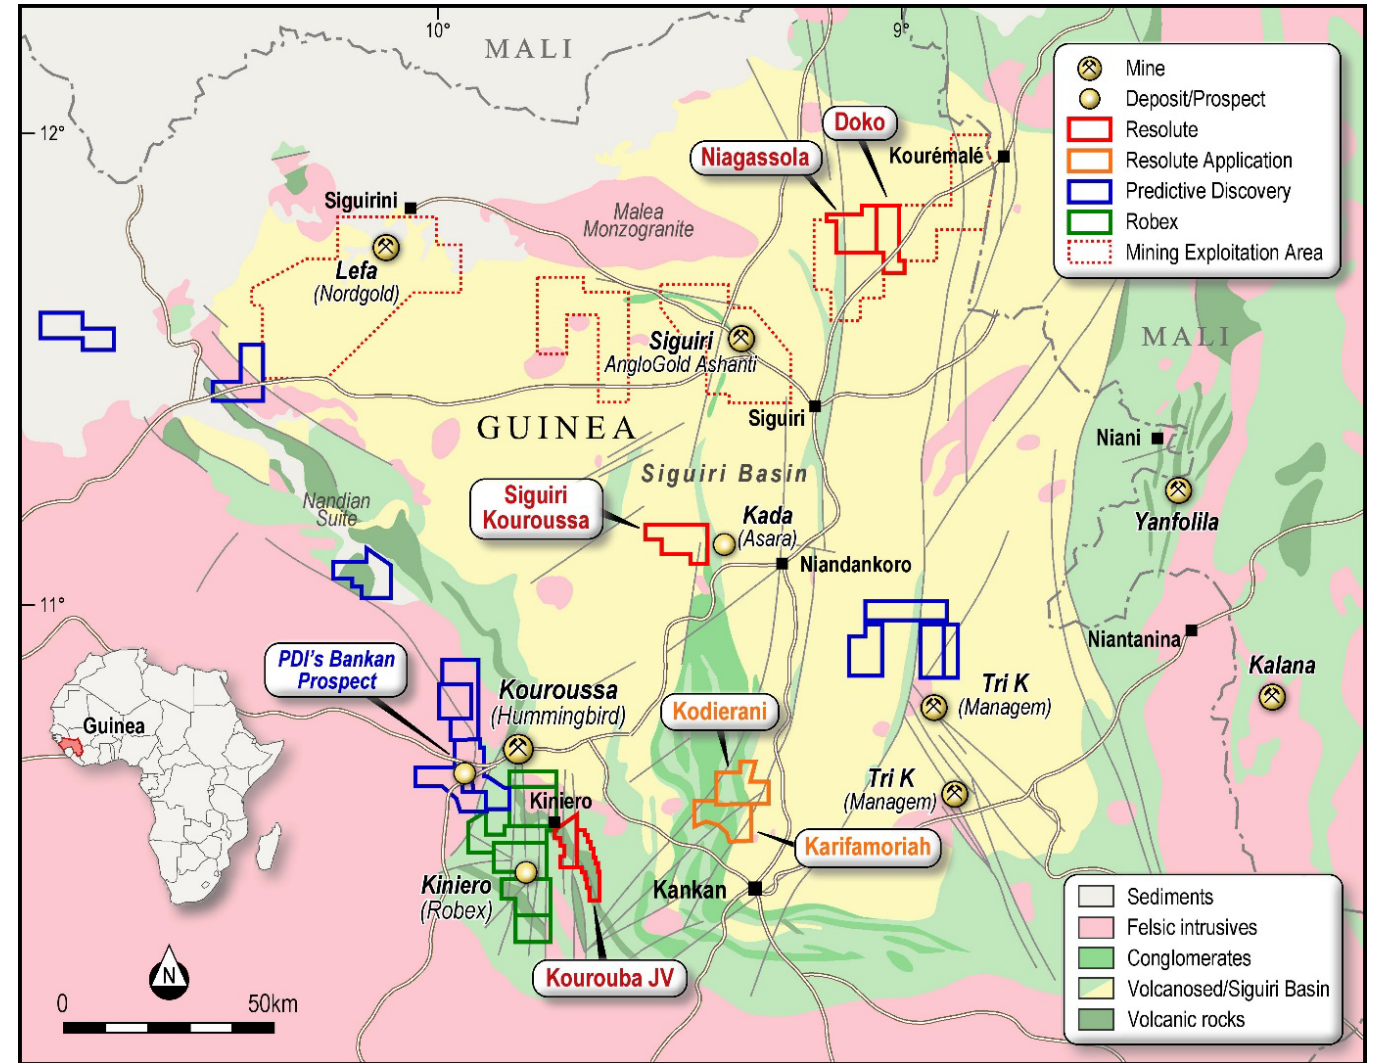 10°
9°
MALI
Mine
Deposit/Prospect
Resolute
Resolute Application
Predictive Discovery
Robex
Mining Exploitation Area
12°
Doko
Niagassola
Kourémalé
Siguirini
Malea
Monzogranite
Lefa
(Nordgold)
Siguiri
AngloGold Ashanti
MALI
GUINEA
Siguiri
Niani
Siguiri Basin
Nandian
Suite
Siguiri
Kouroussa
Kada
(Asara)
Yanfolila
Niandankoro
11°
Niantanina
PDI's Bankan
Prospect
Kouroussa
(Hummingbird)
Kodierani
Tri K
(Managem)
Kalana
Guinea
Tri K
(Managem)
Kiniero
Karifamoriah
Kiniero
(Robex)
Kankan
Kourouba JV
N
0
50km
Sediments
Felsic intrusives
Conglomerates
Volcanosed/Siguiri Basin
Volcanic rocks